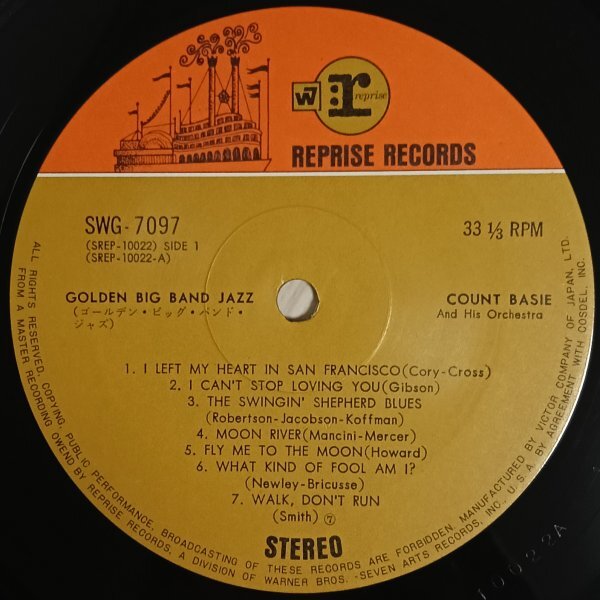 W7
r
reprise
REPRISE RECORDS
SWG-7097
(SREP-10022) SIDE 1
(SREP-10022-A)
33 1/3 RPM
GOLDEN BIG BAND JAZZ
(ゴールデン・ビッグ・バンド・
ジャズ)
COUNT BASIE
And His Orchestra
1. I LEFT MY HEART IN SAN FRANCISCO(Cory-Cross)
2. I CAN'T STOP LOVING YOU(Gibson)
3. THE SWINGIN' SHEPHERD BLUES
(Robertson-Jacobson-Koffman)
4. MOON RIVER(Mancini-Mercer)
5. FLY ME TO THE MOON(Howard)
6. WHAT KIND OF FOOL AM I?
(Newley-Bricusse)
7. WALK, DON'T RUN
(Smith) ⑦
STEREO
ALL RIGHTS RESERVED. COPYING, PUBLIC PERFORMANCE, BROADCASTING OF THESE RECORDS ARE FORBIDDEN. MANUFACTURED BY VICTOR COMPANY OF JAPAN, LTD.
FROM A MASTER RECORDING OWEND BY REPRISE RECORDS, A DIVISION OF WARNER BROS.-SEVEN ARTS RECORDS, INC., U.S.A. BY AGREEMENT WITH COSDEL, INC.
10022A